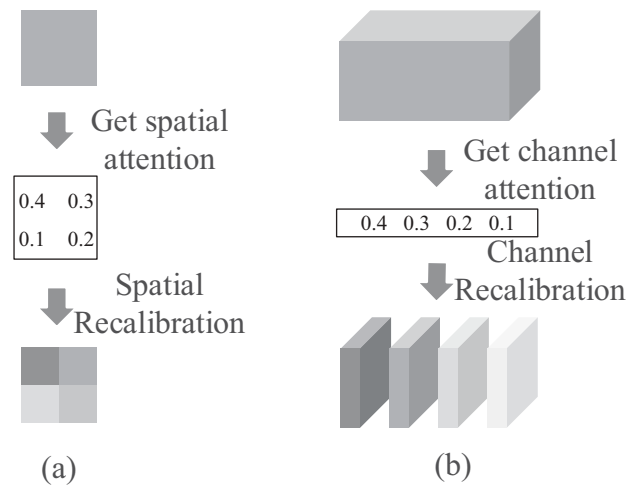 Get spatial
attention
0.4 0.3
0.1 0.2
Spatial
Recalibration
(a)
Get channel
attention
0.4 0.3 0.2 0.1
Channel
Recalibration
(b)